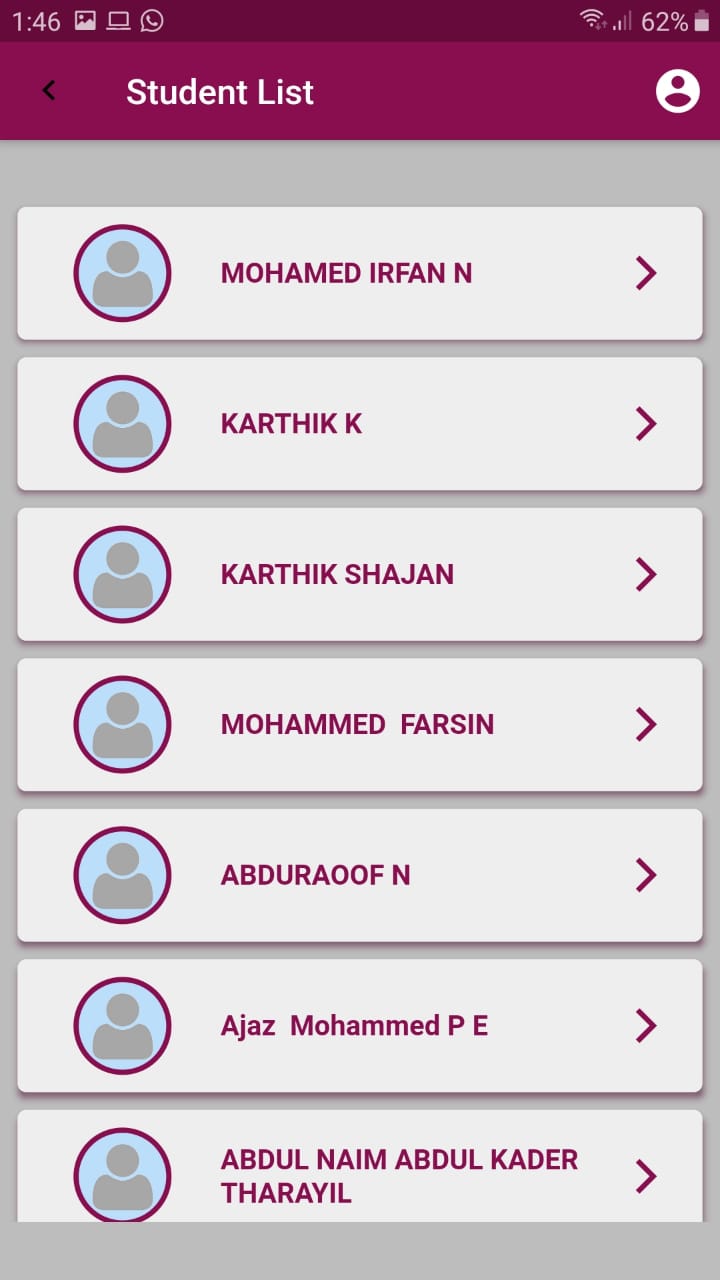 1:46 62%
Student List
MOHAMED IRFAN N
KARTHIK K
KARTHIK SHAJAN
MOHAMMED  FARSIN
ABDURAOOF N
Ajaz  Mohammed P E
ABDUL NAIM ABDUL KADER
THARAYIL